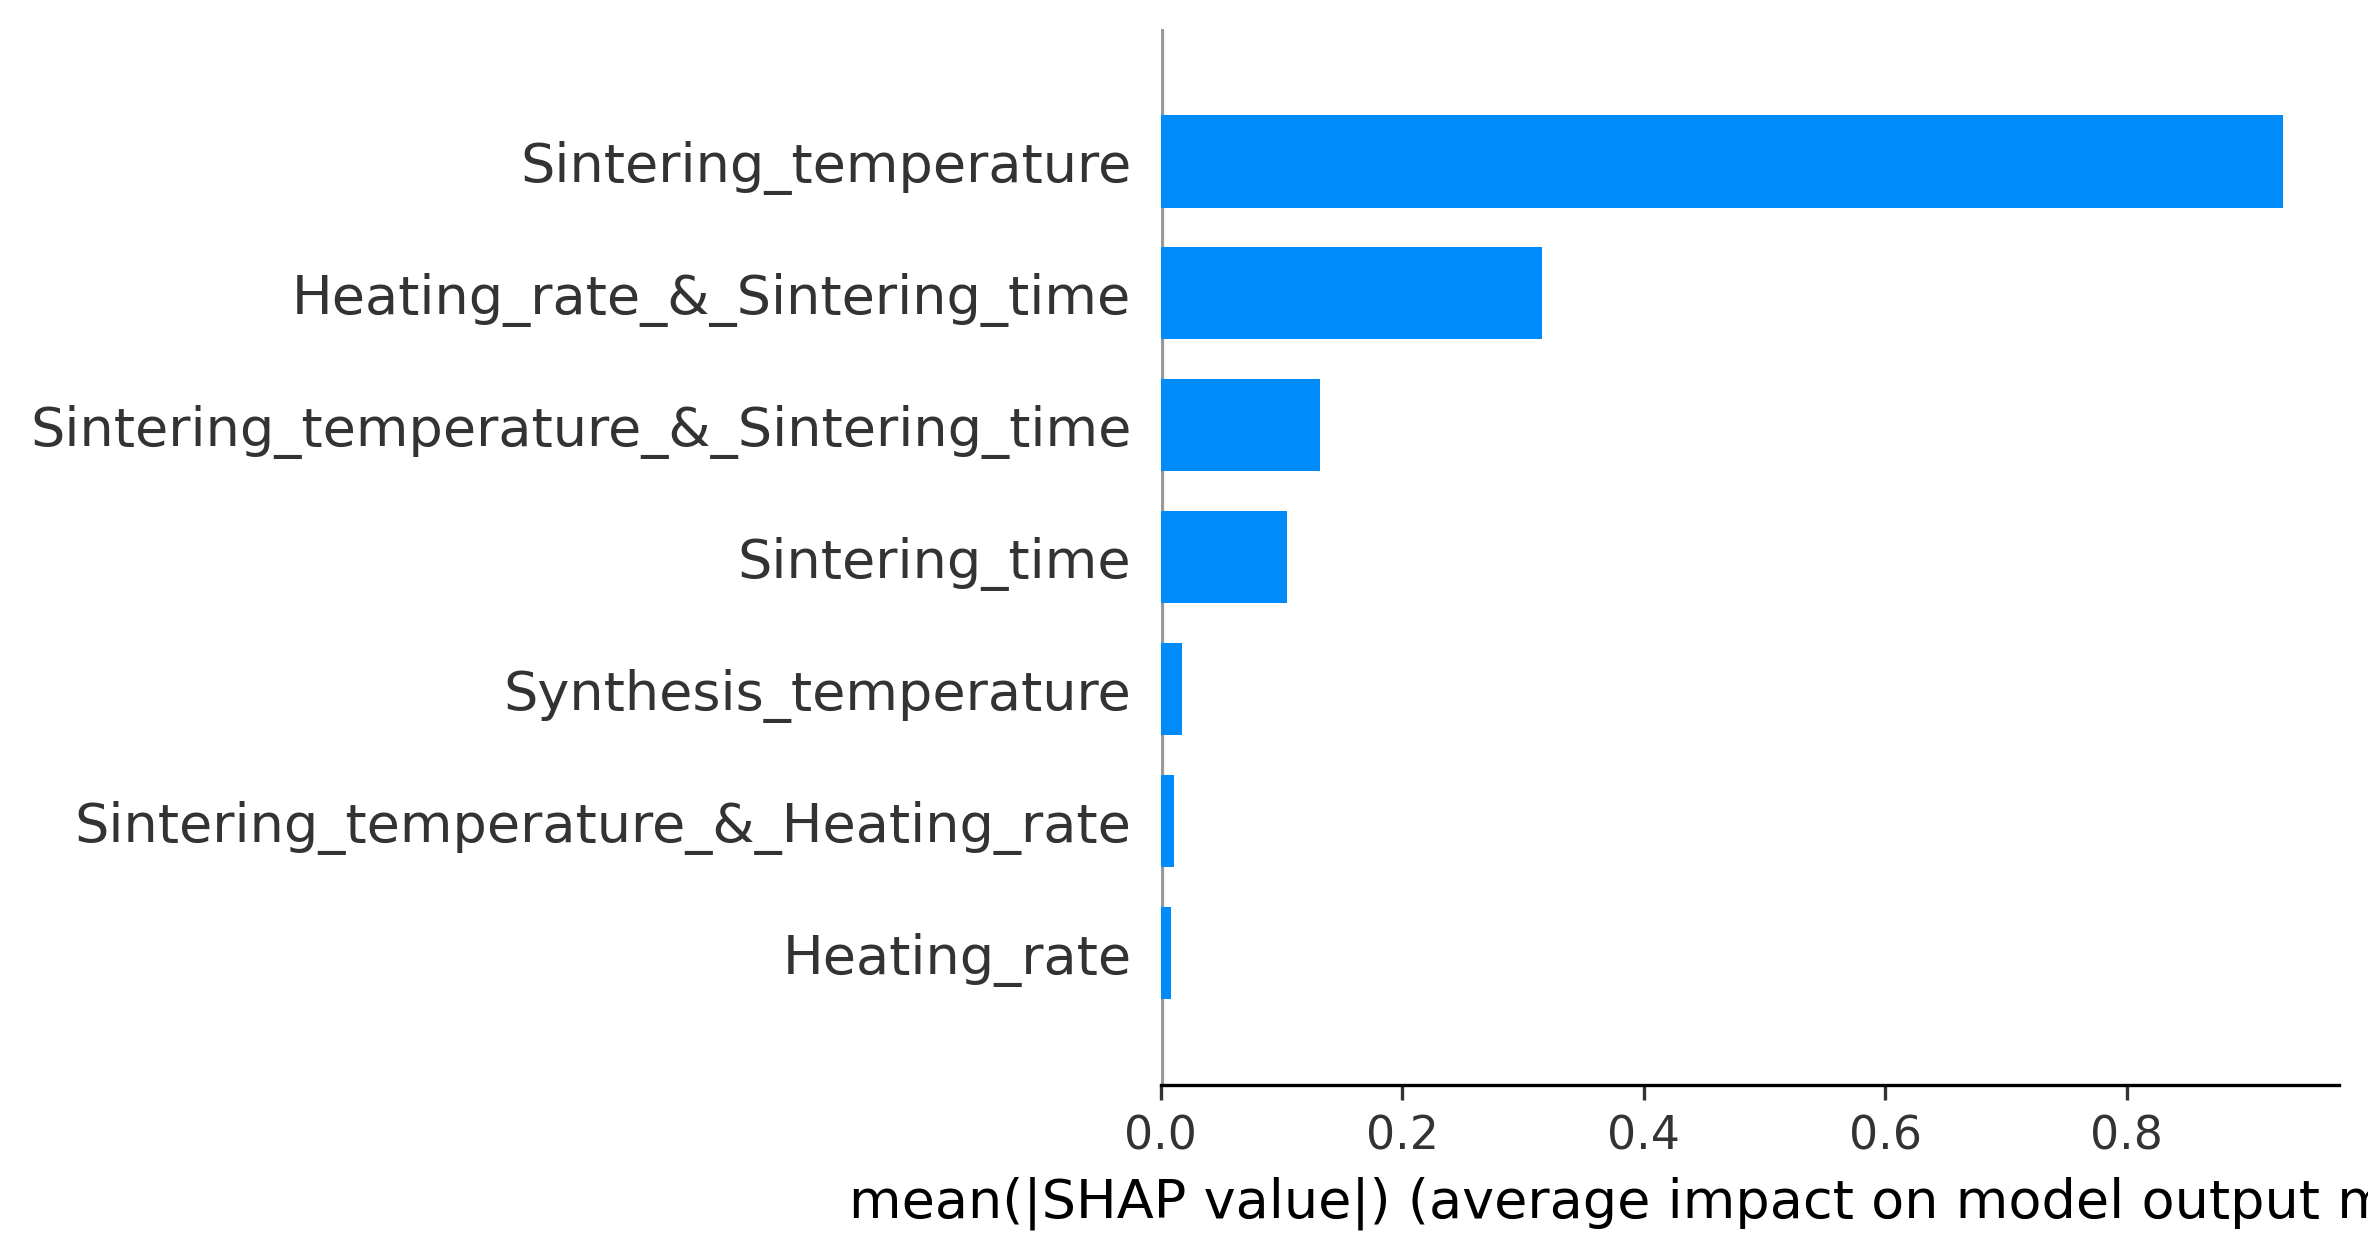 Sintering_temperature
Heating_rate_&_Sintering_time
Sintering_temperature_&_Sintering_time
Sintering_time
Synthesis_temperature
Sintering_temperature_&_Heating_rate
Heating_rate
0.0 0.2 0.4 0.6 0.8
mean(|SHAP value|) (average impact on model output